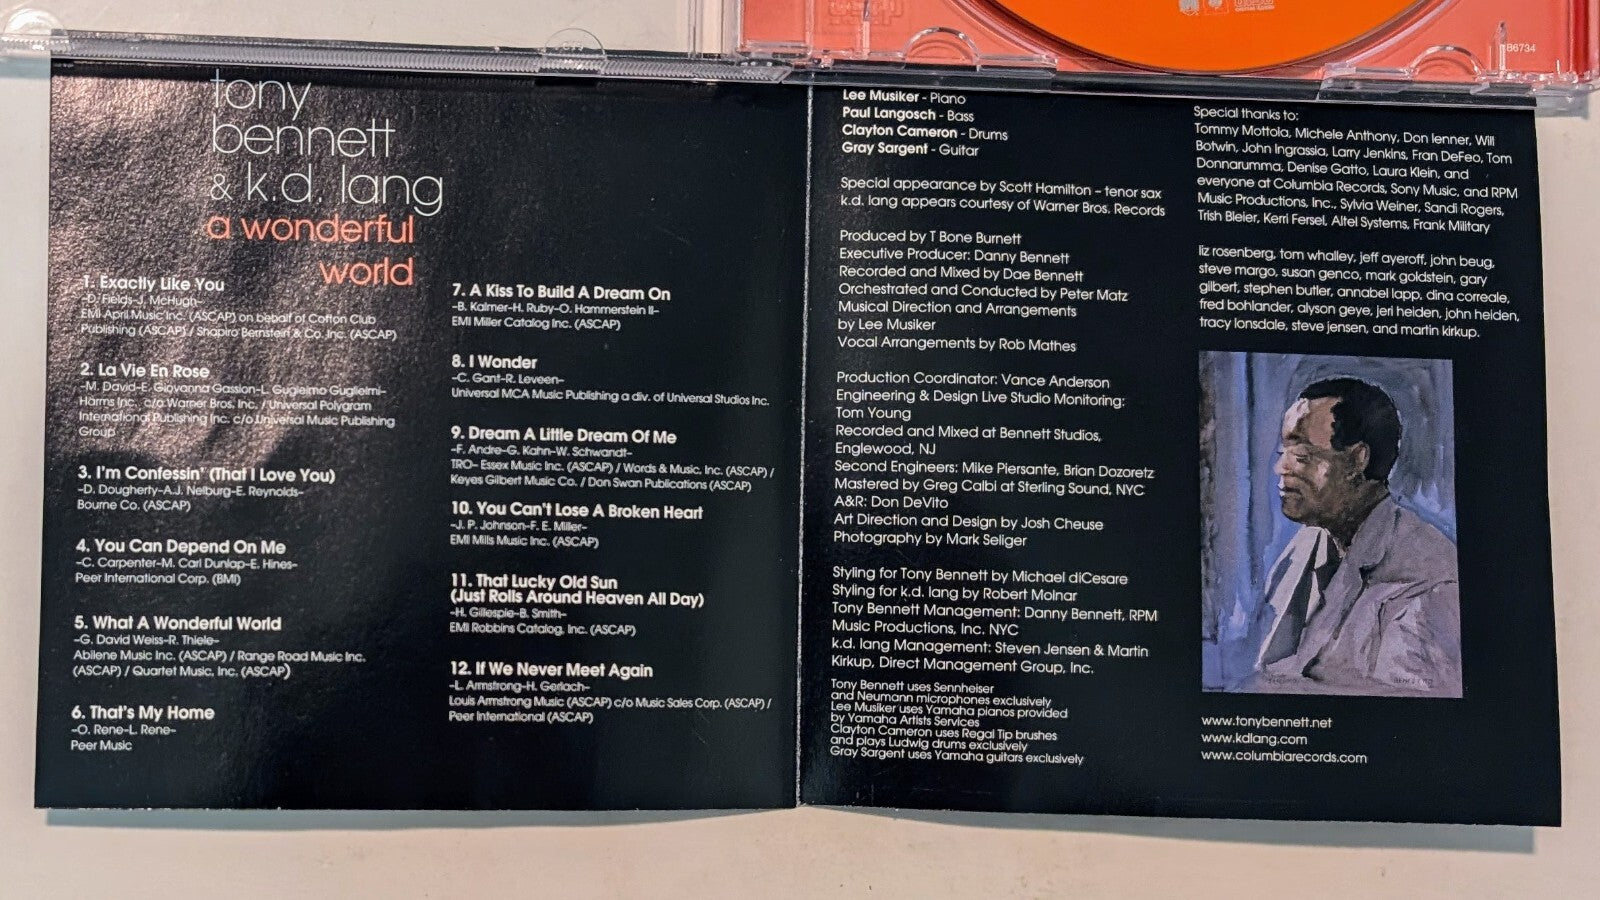 tony
bennett
& k.d. lang
a wonderful
world
1. Exactly Like You
-D. Fields-J. McHugh-
EMI April Music Inc. (ASCAP) on behalf of Cotton Club
Publishing (ASCAP) / Shapiro Bernstein & Co. Inc. (ASCAP)
2. La Vie En Rose
-M. David-E. Giovanna Gassion-L. Guglelmo Guglielmi-
Harms Inc., c/o Warner Bros. Inc. / Universal Polygram
International Publishing Inc. c/o Universal Music Publishing
Group
3. I'm Confessin' (That I Love You)
-D. Dougherty-A.J. Neiburg-E. Reynolds-
Bourne Co. (ASCAP)
4. You Can Depend On Me
-C. Carpenter-M. Carl Dunlap-E. Hines-
Peer International Corp. (BMI)
5. What A Wonderful World
-G. David Weiss-R. Thiele-
Abilene Music Inc. (ASCAP) / Range Road Music Inc.
(ASCAP) / Quartet Music, Inc. (ASCAP)
6. That's My Home
-O. Rene-L. Rene-
Peer Music
7. A Kiss To Build A Dream On
-B. Kalmer-H. Ruby-O. Hammerstein II-
EMI Miller Catalog Inc. (ASCAP)
8. I Wonder
-C. Gant-R. Leveen-
Universal MCA Music Publishing a div. of Universal Studios Inc.
9. Dream A Little Dream Of Me
-F. Andre-G. Kahn-W. Schwandt-
TRO- Essex Music Inc. (ASCAP) / Words & Music, Inc. (ASCAP) /
Keyes Gilbert Music Co. / Don Swan Publications (ASCAP)
10. You Can't Lose A Broken Heart
-J. P. Johnson-F. E. Miller-
EMI Mills Music Inc. (ASCAP)
11. That Lucky Old Sun
(Just Rolls Around Heaven All Day)
-H. Gillespie-B. Smith-
EMI Robbins Catalog, Inc. (ASCAP)
12. If We Never Meet Again
-L. Armstrong-H. Gerlach-
Louis Armstrong Music (ASCAP) c/o Music Sales Corp. (ASCAP) /
Peer International (ASCAP)
Lee Musiker - Piano
Paul Langosch - Bass
Clayton Cameron - Drums
Gray Sargent - Guitar
Special appearance by Scott Hamilton – tenor sax
k.d. lang appears courtesy of Warner Bros. Records
Produced by T Bone Burnett
Executive Producer: Danny Bennett
Recorded and Mixed by Dae Bennett
Orchestrated and Conducted by Peter Matz
Musical Direction and Arrangements
by Lee Musiker
Vocal Arrangements by Rob Mathes
Production Coordinator: Vance Anderson
Engineering & Design Live Studio Monitoring:
Tom Young
Recorded and Mixed at Bennett Studios,
Englewood, NJ
Second Engineers: Mike Piersante, Brian Dozoretz
Mastered by Greg Calbi at Sterling Sound, NYC
A&R: Don DeVito
Art Direction and Design by Josh Cheuse
Photography by Mark Seliger
Styling for Tony Bennett by Michael diCesare
Styling for k.d. lang by Robert Molnar
Tony Bennett Management: Danny Bennett, RPM
Music Productions, Inc. NYC
k.d. lang Management: Steven Jensen & Martin
Kirkup, Direct Management Group, Inc.
Tony Bennett uses Sennheiser
and Neumann microphones exclusively
Lee Musiker uses Yamaha pianos provided
by Yamaha Artists Services
Clayton Cameron uses Regal Tip brushes
and plays Ludwig drums exclusively
Gray Sargent uses Yamaha guitars exclusively
Special thanks to:
Tommy Mottola, Michele Anthony, Don Ienner, Will
Botwin, John Ingrassia, Larry Jenkins, Fran DeFeo, Tom
Donnarumma, Denise Gatto, Laura Klein, and
everyone at Columbia Records, Sony Music, and RPM
Music Productions, Inc., Sylvia Weiner, Sandi Rogers,
Trish Bleier, Kerri Fersel, Altel Systems, Frank Military
liz rosenberg, tom whalley, jeff ayeroff, john beug,
steve margo, susan genco, mark goldstein, gary
gilbert, stephen butler, annabel lapp, dina correale,
fred bohlander, alyson geye, jeri heiden, john heiden,
tracy lonsdale, steve jensen, and martin kirkup.
www.tonybennett.net
www.kdlang.com
www.columbiarecords.com